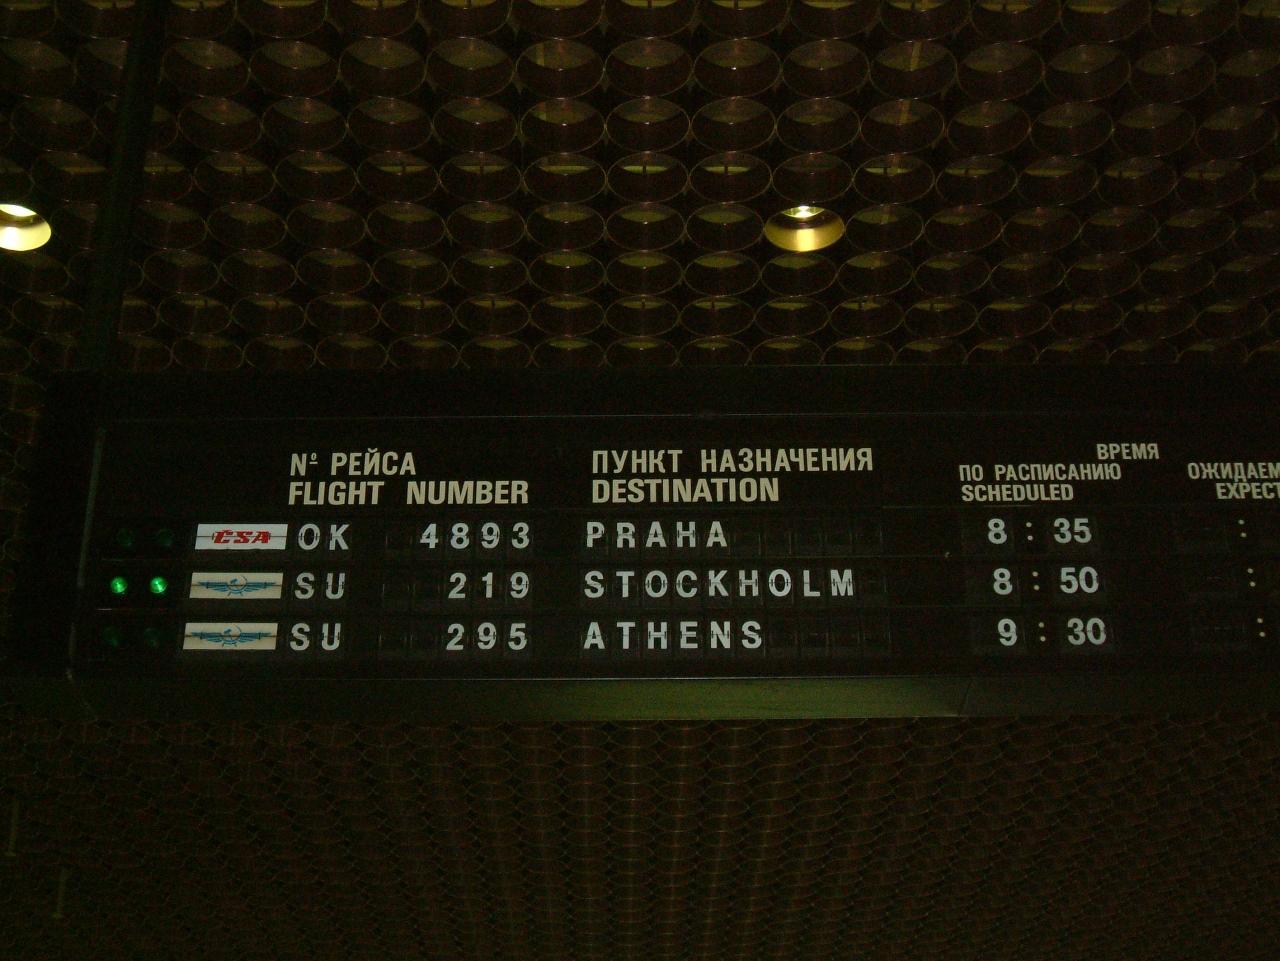 ВРЕМЯ
№ РЕЙСА ПУНКТ НАЗНАЧЕНИЯ ПО РАСПИСАНИЮ ОЖИДАЕМ
FLIGHT NUMBER DESTINATION SCHEDULED EXPECT
CSA OK 4893 PRAHA 8:35 :
SU 219 STOCKHOLM 8:50 :
SU 295 ATHENS 9:30 :